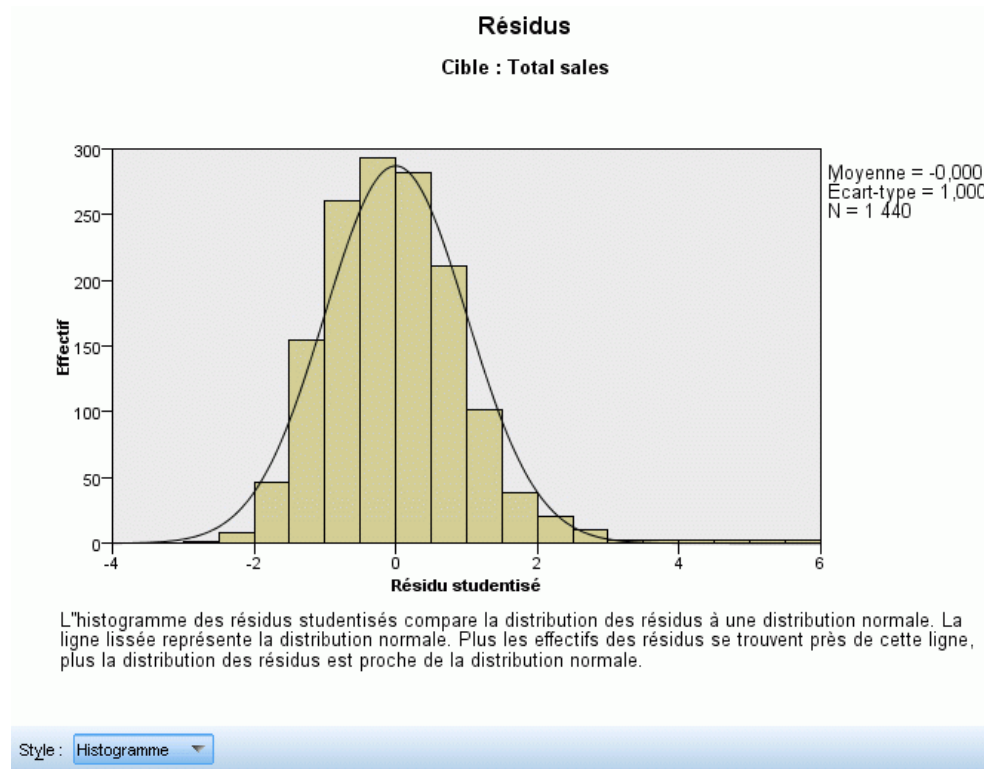 Résidus
Cible : Total sales
300
250
200
150
100
50
0
Effectif
-4
-2
0
2
4
6
Résidu studentisé
Moyenne = -0,000
Écart-type = 1,000
N = 1 440
L"histogramme des résidus studentisés compare la distribution des résidus à une distribution normale. La
ligne lissée représente la distribution normale. Plus les effectifs des résidus se trouvent près de cette ligne,
plus la distribution des résidus est proche de la distribution normale.
Style : Histogramme